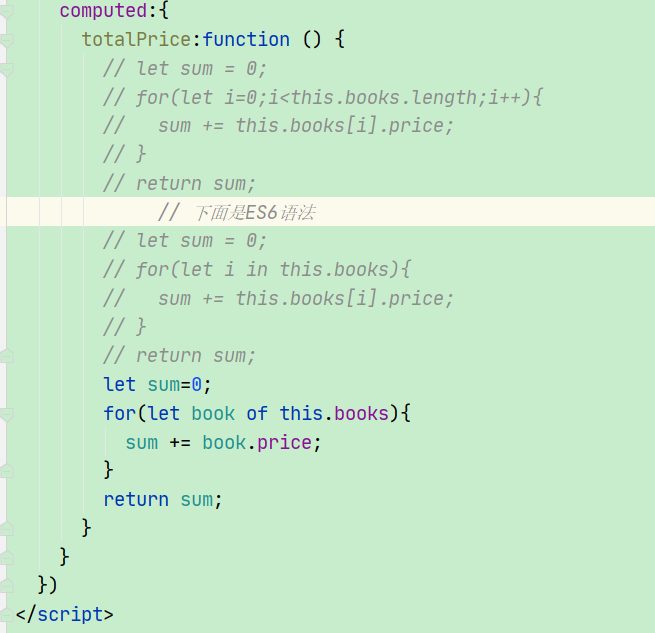 computed:{
totalPrice:function () {
// let sum = 0;
// for(let i=0;i<this.books.length;i++){
//   sum += this.books[i].price;
// }
// return sum;
// 下面是ES6语法
// let sum = 0;
// for(let i in this.books){
//   sum += this.books[i].price;
// }
// return sum;
let sum=0;
for(let book of this.books){
sum += book.price;
}
return sum;
}
}
})
</script>